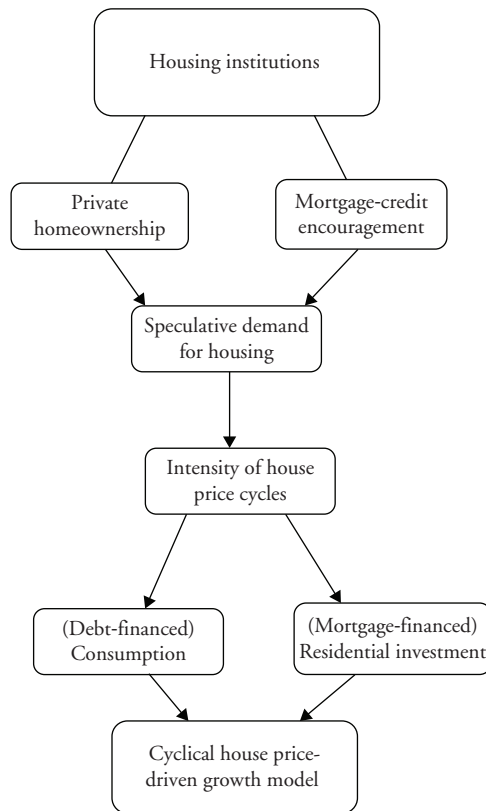 Housing institutions
Private
homeownership
Mortgage-credit
encouragement
Speculative demand
for housing
Intensity of house
price cycles
(Debt-financed)
Consumption
(Mortgage-financed)
Residential investment
Cyclical house price-
driven growth model